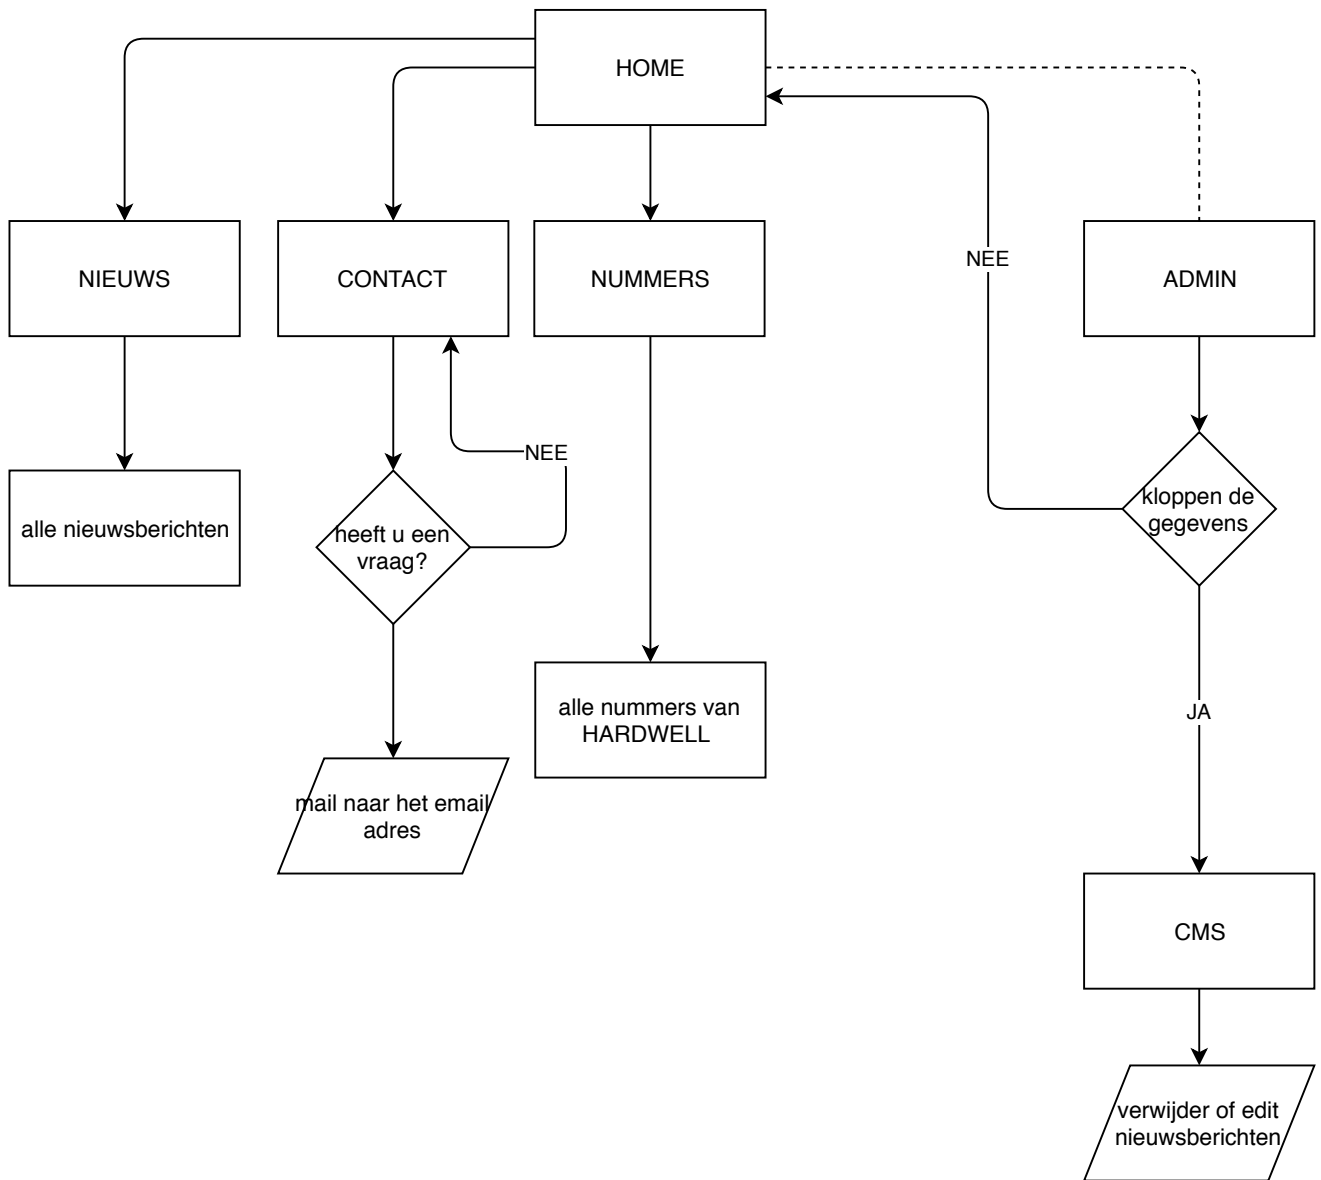 HOME
NEE
NIEUWS
CONTACT
NUMMERS
ADMIN
NEE
kloppen de
gegevens
alle nieuwsberichten
heeft u een
vraag?
alle nummers van
HARDWELL
JA
mail naar het email
adres
CMS
verwijder of edit
nieuwsberichten